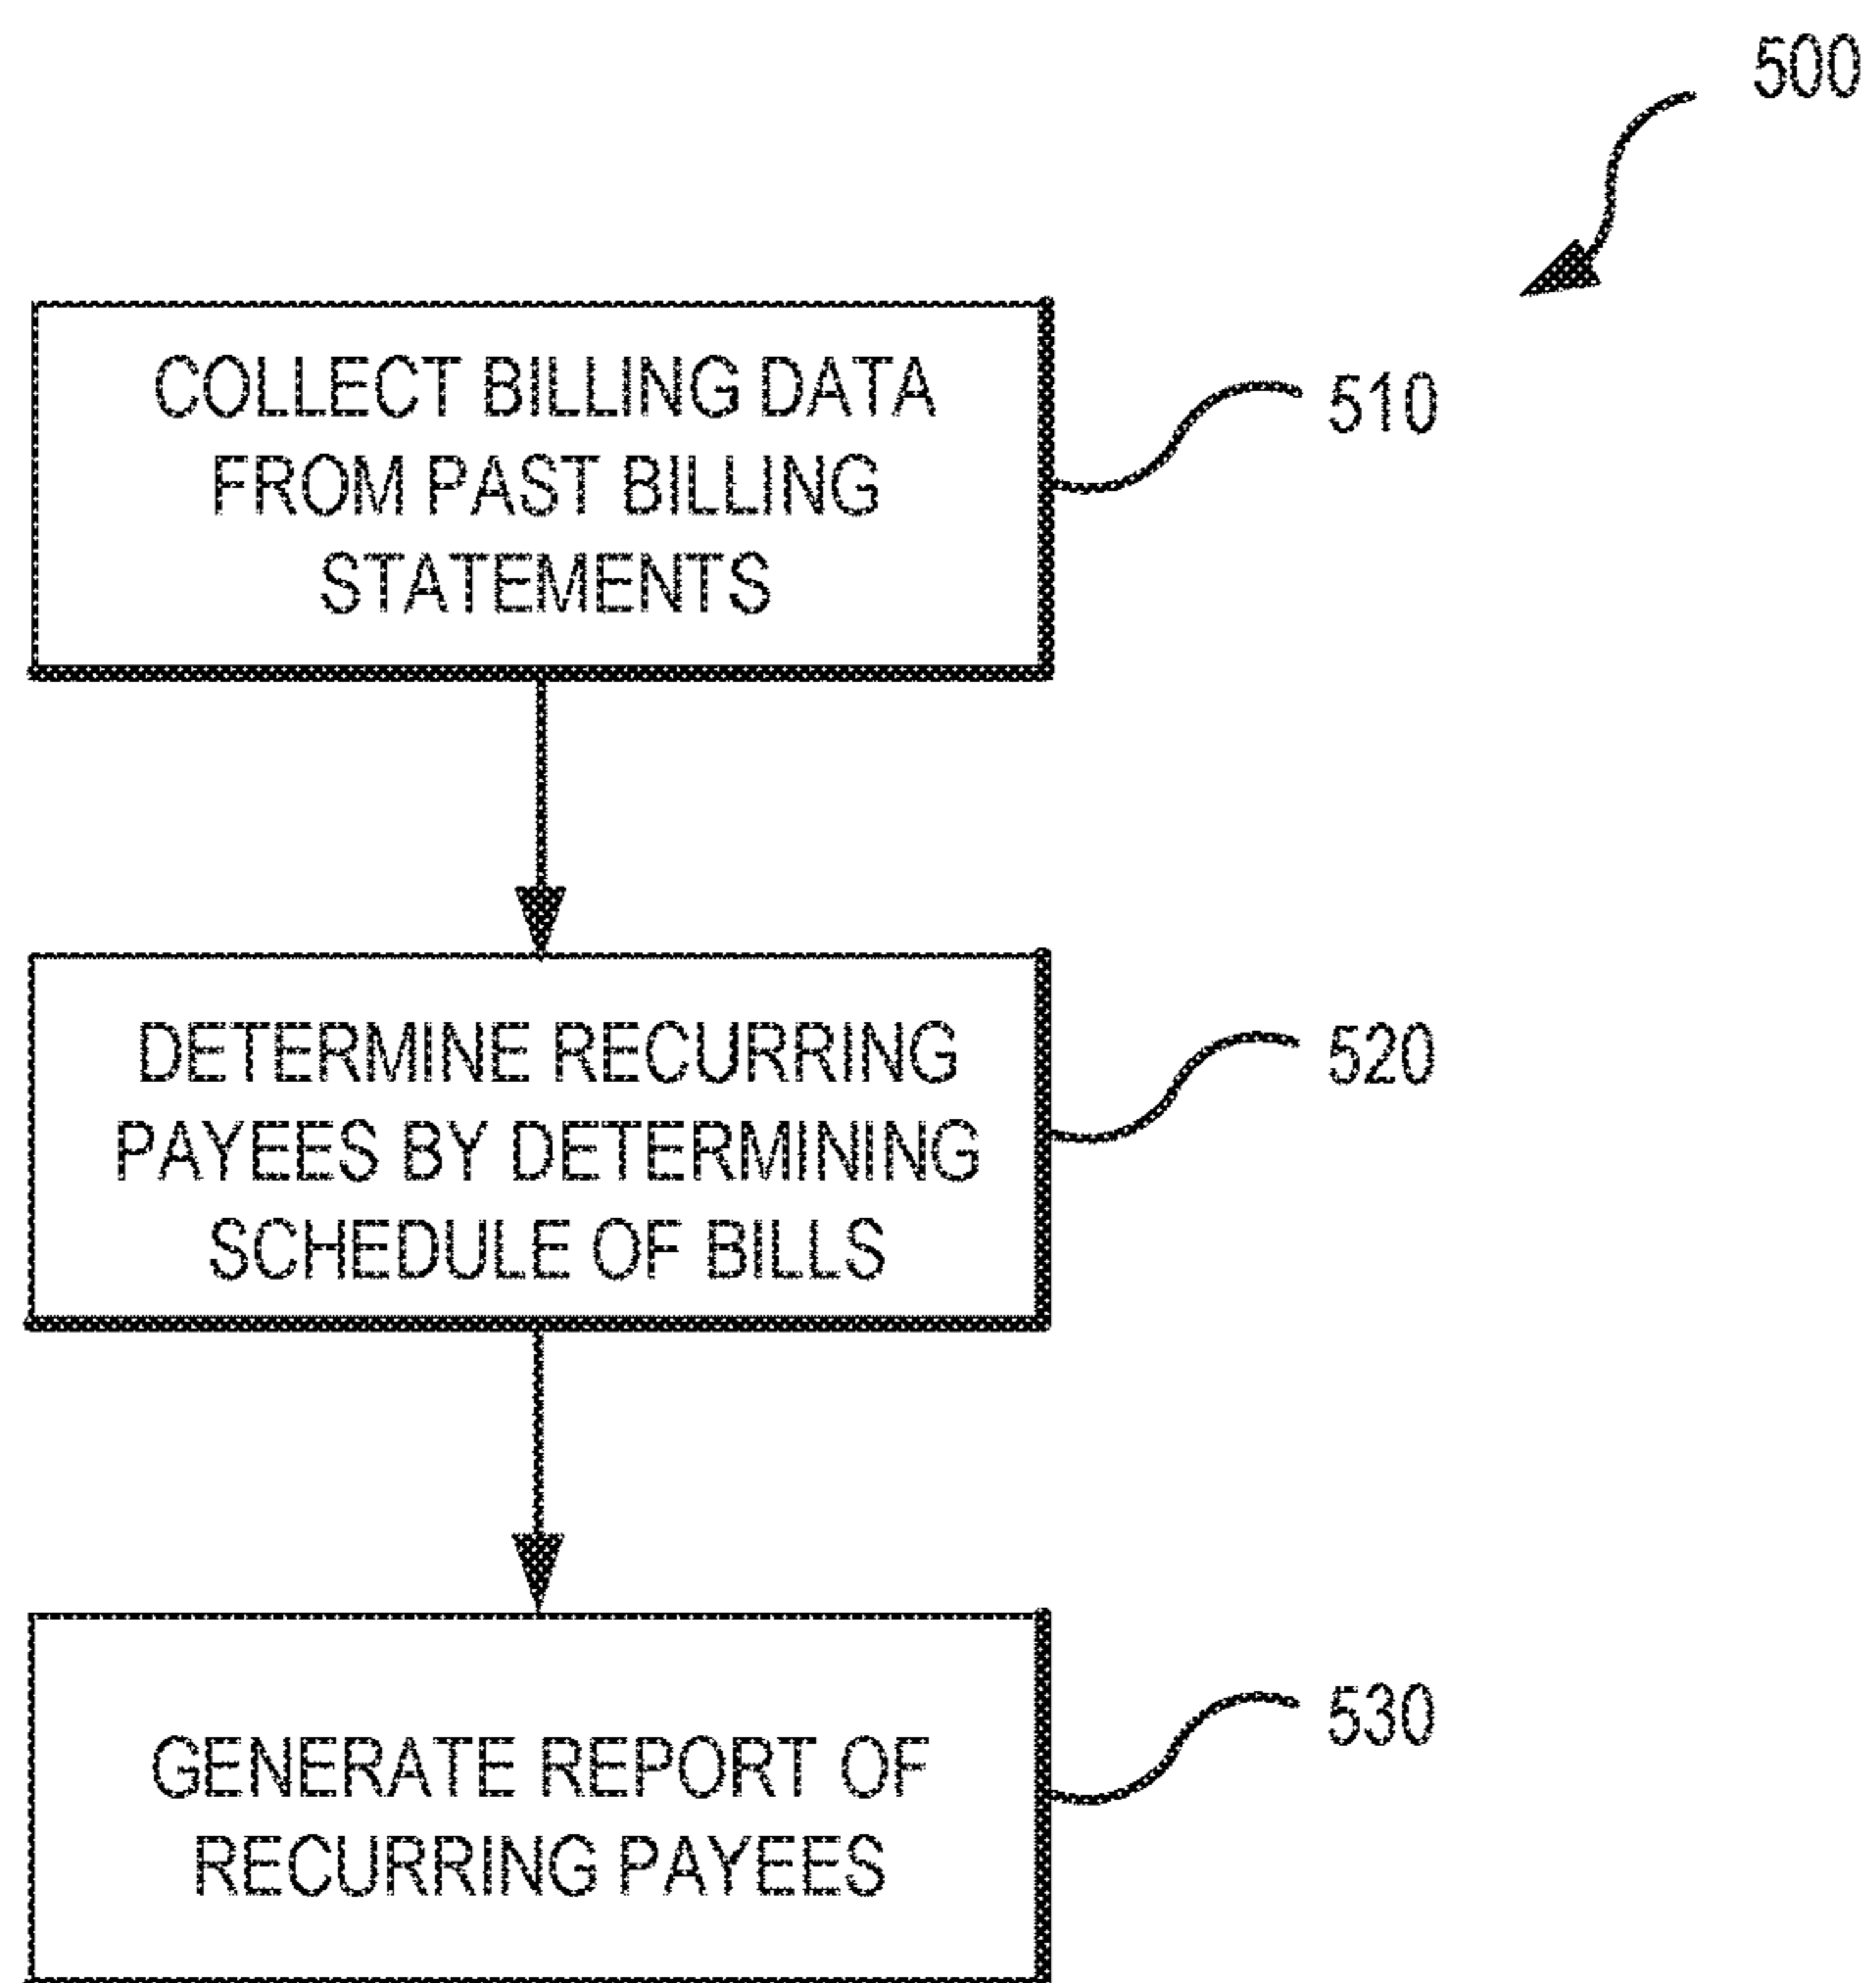 500
COLLECT BILLING DATA
FROM PAST BILLING
STATEMENTS
510
DETERMINE RECURRING
PAYEES BY DETERMINING
SCHEDULE OF BILLS
520
GENERATE REPORT OF
RECURRING PAYEES
530